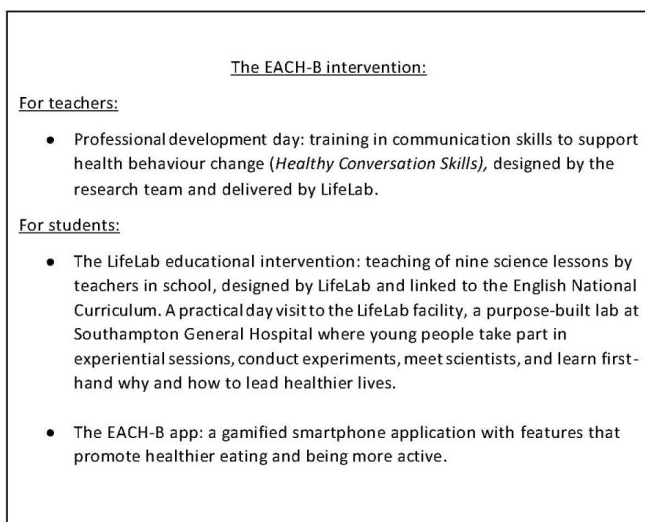 The EACH-B intervention:
For teachers:
● Professional development day: training in communication skills to support
health behaviour change (Healthy Conversation Skills), designed by the
research team and delivered by LifeLab.
For students:
● The LifeLab educational intervention: teaching of nine science lessons by
teachers in school, designed by LifeLab and linked to the English National
Curriculum. A practical day visit to the LifeLab facility, a purpose-built lab at
Southampton General Hospital where young people take part in
experiential sessions, conduct experiments, meet scientists, and learn first-
hand why and how to lead healthier lives.
● The EACH-B app: a gamified smartphone application with features that
promote healthier eating and being more active.